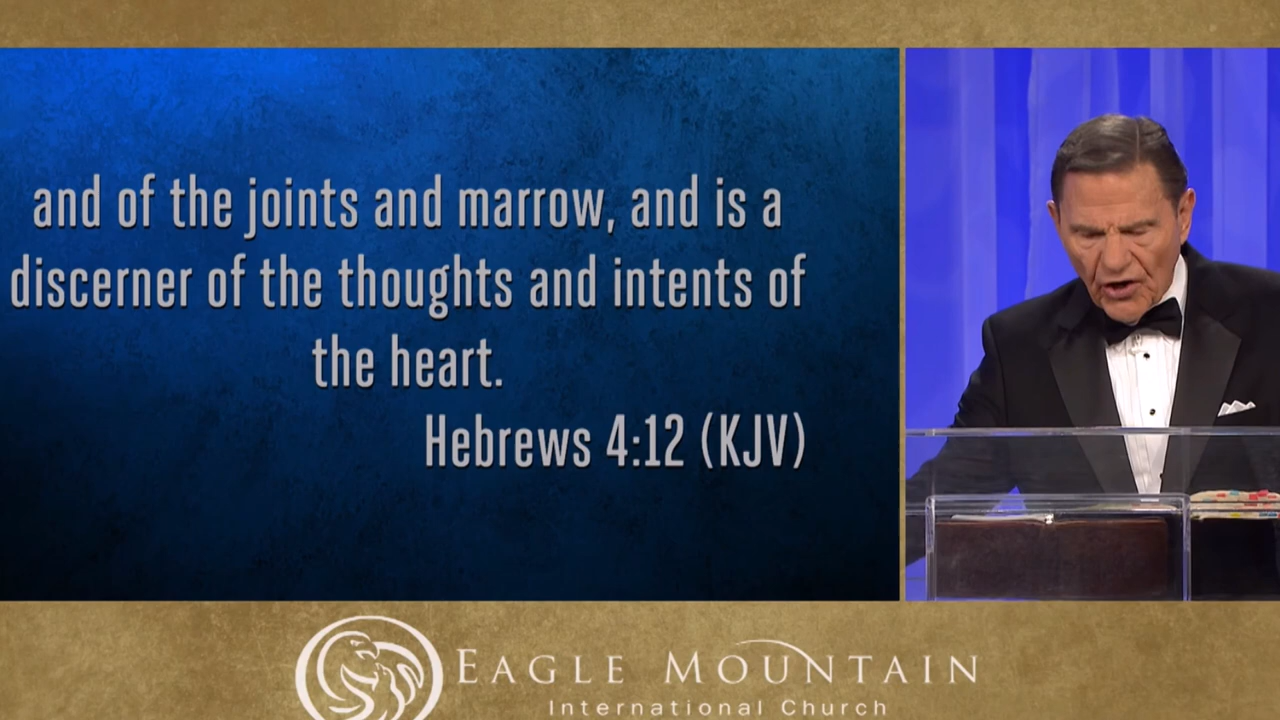 and of the joints and marrow, and is a
discerner of the thoughts and intents of
the heart.
Hebrews 4:12 (KJV)
EAGLE MOUNTAIN
International Church